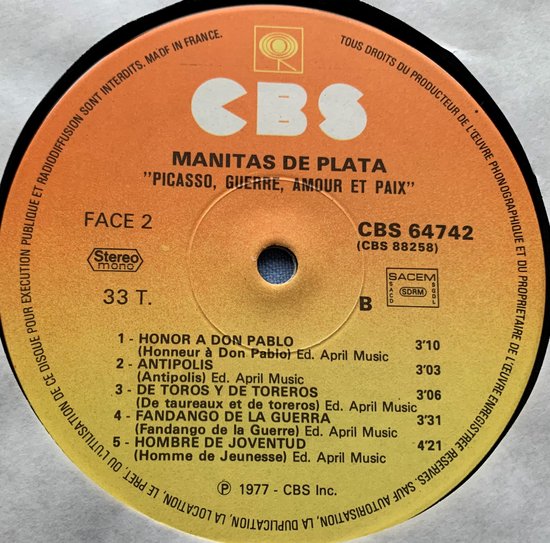 CBS
MANITAS DE PLATA
"PICASSO, GUERRE, AMOUR ET PAIX"
FACE 2
CBS 64742
(CBS 88258)
Stereo
mono
33 T.
B
SACEM
SACD
SDRM
SGDL
1 - HONOR A DON PABLO 3'10
(Honneur à Don Pablo) Ed. April Music
2 - ANTIPOLIS 3'03
(Antipolis) Ed. April Music
3 - DE TOROS Y DE TOREROS 3'06
(De taureaux et de toreros) Ed. April Music
4 - FANDANGO DE LA GUERRA 3'31
(Fandango de la Guerre) Ed. April Music
5 - HOMBRE DE JOVENTUD 4'21
(Homme de Jeunesse) Ed. April Music
℗ 1977 - CBS Inc.
TOUS DROITS DU PRODUCTEUR DE L'ŒUVRE PHONOGRAPHIQUE ET DU PROPRIETAIRE DE L'ŒUVRE ENREGISTREE RESERVES. SAUF AUTORISATION, LA DUPLICATION, LA LOCATION, LE PRET, OU L'UTILISATION DE CE DISQUE POUR EXECUTION PUBLIQUE ET RADIODIFFUSION SONT INTERDITS. MADE IN FRANCE.